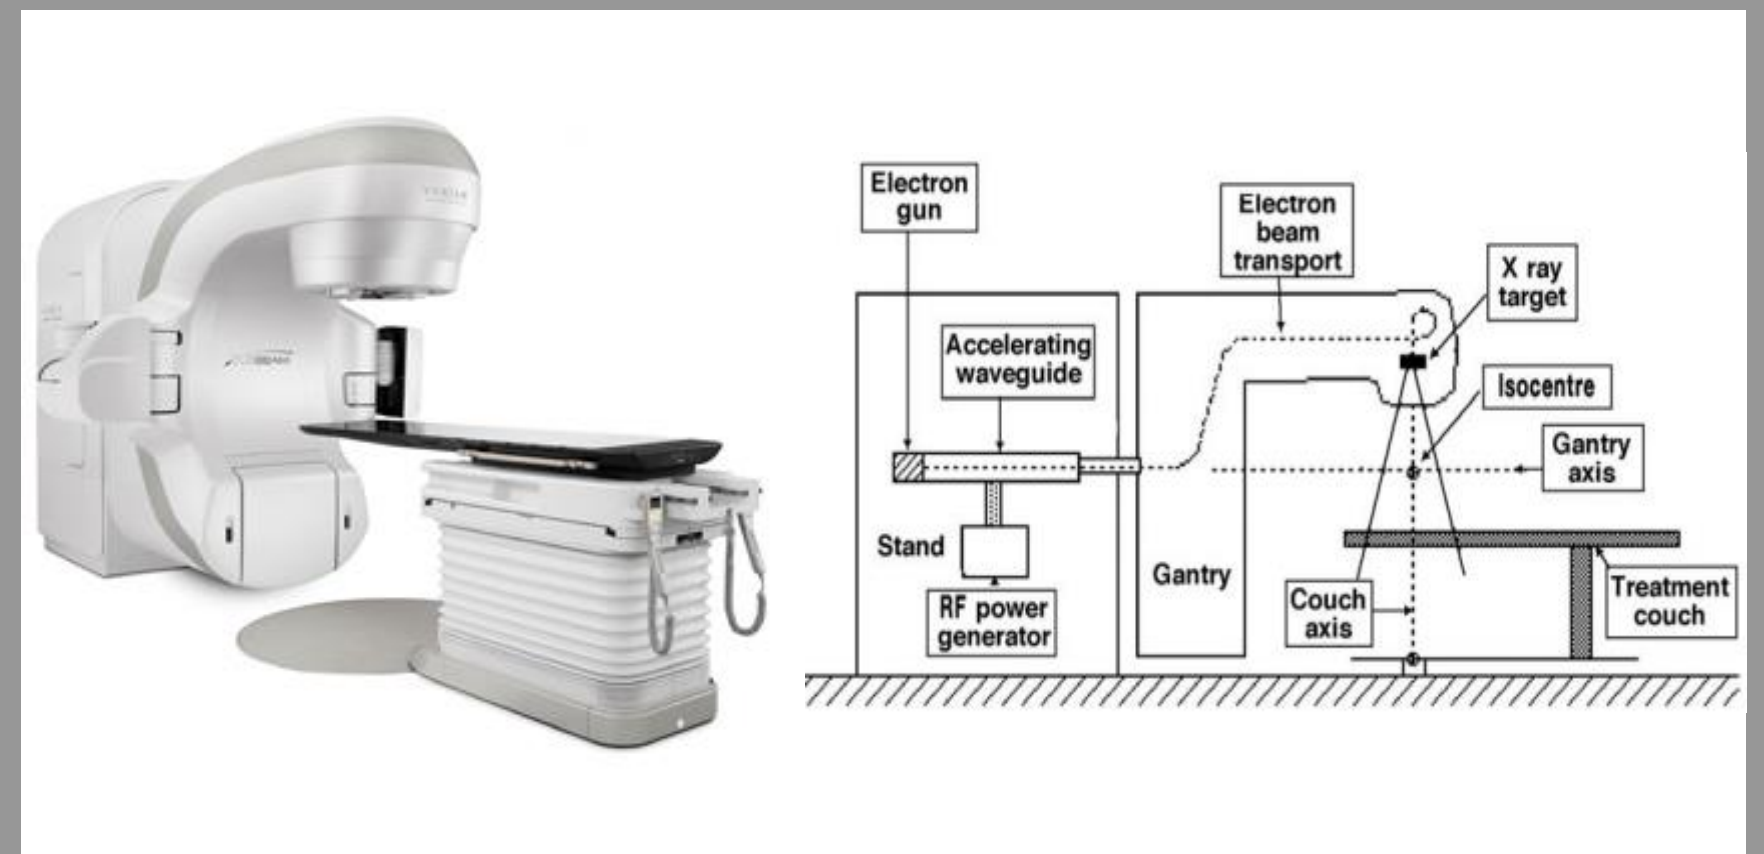 VARIAN
Electron
gun
Electron
beam
transport
X ray
target
Accelerating
waveguide
Isocentre
Gantry
axis
Stand
Gantry
RF power
generator
Couch
axis
Treatment
couch